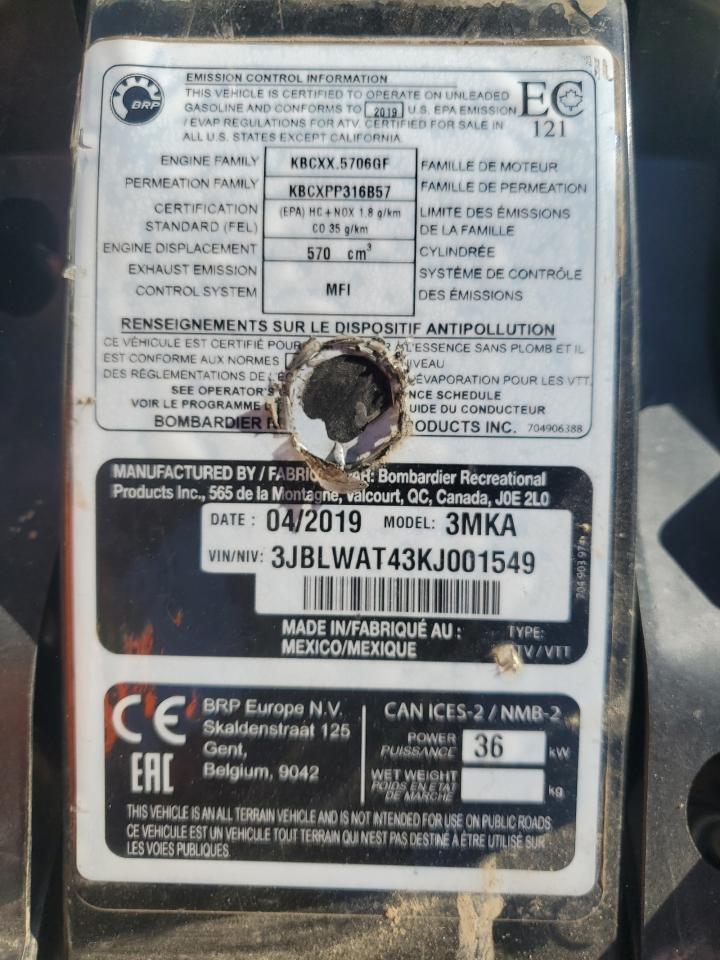 BRP
EMISSION CONTROL INFORMATION
THIS VEHICLE IS CERTIFIED TO OPERATE ON UNLEADED
GASOLINE AND CONFORMS TO 2019 U.S. EPA EMISSION
/ EVAP REGULATIONS FOR ATV. CERTIFIED FOR SALE IN
ALL U.S. STATES EXCEPT CALIFORNIA.
EC
121
ENGINE FAMILY KBCXX.5706GF FAMILLE DE MOTEUR
PERMEATION FAMILY KBCXPP316B57 FAMILLE DE PERMEATION
CERTIFICATION (EPA) HC + NOX 1.8 g/km LIMITE DES ÉMISSIONS
STANDARD (FEL) CO 35 g/km DE LA FAMILLE
ENGINE DISPLACEMENT 570 cm³ CYLINDRÉE
EXHAUST EMISSION SYSTÈME DE CONTRÔLE
CONTROL SYSTEM MFI DES ÉMISSIONS
RENSEIGNEMENTS SUR LE DISPOSITIF ANTIPOLLUTION
CE VÉHICULE EST CERTIFIÉ POUR À L'ESSENCE SANS PLOMB ET IL
EST CONFORME AUX NORMES
DES RÉGLEMENTATIONS DE ÉVAPORATION POUR LES VTT.
SEE OPERATOR'S SCHEDULE
VOIR LE PROGRAMME DU CONDUCTEUR
BOMBARDIER PRODUCTS INC. 704906388
MANUFACTURED BY / PAR: Bombardier Recreational
Products Inc., 565 de la Montagne, Valcourt, QC, Canada, J0E 2L0
DATE : 04/2019 MODEL: 3MKA
VIN/NIV: 3JBLWAT43KJ001549
704 903 974
MADE IN/FABRIQUÉ AU : TYPE:
MEXICO/MEXIQUE ATV/VTT
CE
EAC
BRP Europe N.V.
Skaldenstraat 125
Gent,
Belgium, 9042
CAN ICES-2 / NMB-2
POWER
PUISSANCE 36 kW
WET WEIGHT
POIDS EN ÉTAT
DE MARCHE kg
THIS VEHICLE IS AN ALL TERRAIN VEHICLE AND IS NOT INTENDED FOR USE ON PUBLIC ROADS
CE VÉHICULE EST UN VÉHICULE TOUT TERRAIN QUI N'EST PAS DESTINÉ À ÊTRE UTILISÉ SUR
LES VOIES PUBLIQUES.